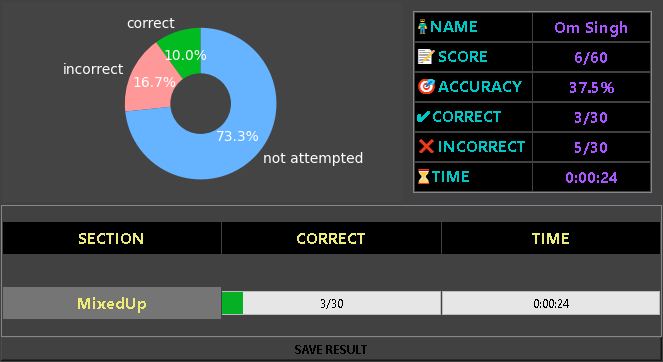 correct
10.0%
incorrect
16.7%
73.3%
not attempted
NAME Om Singh
SCORE 6/60
ACCURACY 37.5%
CORRECT 3/30
INCORRECT 5/30
TIME 0:00:24
SECTION CORRECT TIME
MixedUp 3/30 0:00:24
SAVE RESULT